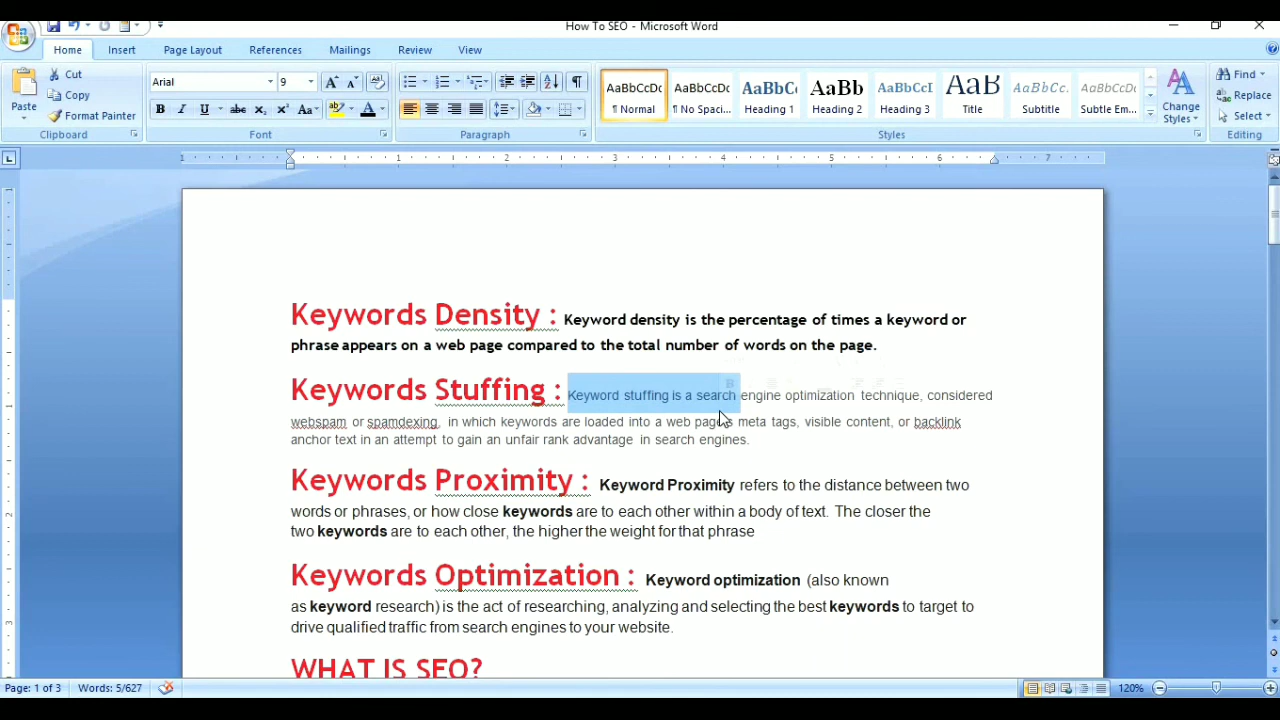 How To SEO - Microsoft Word
Home Insert Page Layout References Mailings Review View
Paste
Cut
Copy
Format Painter
Clipboard
Arial 9
Font
Paragraph
AaBbCcDc AaBbCcDc AaBbC AaBb AaBbCcI AaB AaBbCc. AaBbCcDc
¶ Normal ¶ No Spaci... Heading 1 Heading 2 Heading 3 Title Subtitle Subtle Em...
Change Styles
Styles
Find
Replace
Select
Editing
1 1 2 3 4 5 6 7
Keywords Density : Keyword density is the percentage of times a keyword or
phrase appears on a web page compared to the total number of words on the page.
Keywords Stuffing : Keyword stuffing is a search engine optimization technique, considered
webspam or spamdexing, in which keywords are loaded into a web page's meta tags, visible content, or backlink
anchor text in an attempt to gain an unfair rank advantage in search engines.
Keywords Proximity : Keyword Proximity refers to the distance between two
words or phrases, or how close keywords are to each other within a body of text. The closer the
two keywords are to each other, the higher the weight for that phrase
Keywords Optimization : Keyword optimization (also known
as keyword research) is the act of researching, analyzing and selecting the best keywords to target to
drive qualified traffic from search engines to your website.
WHAT IS SEO?
Page: 1 of 3 Words: 5/627 120%